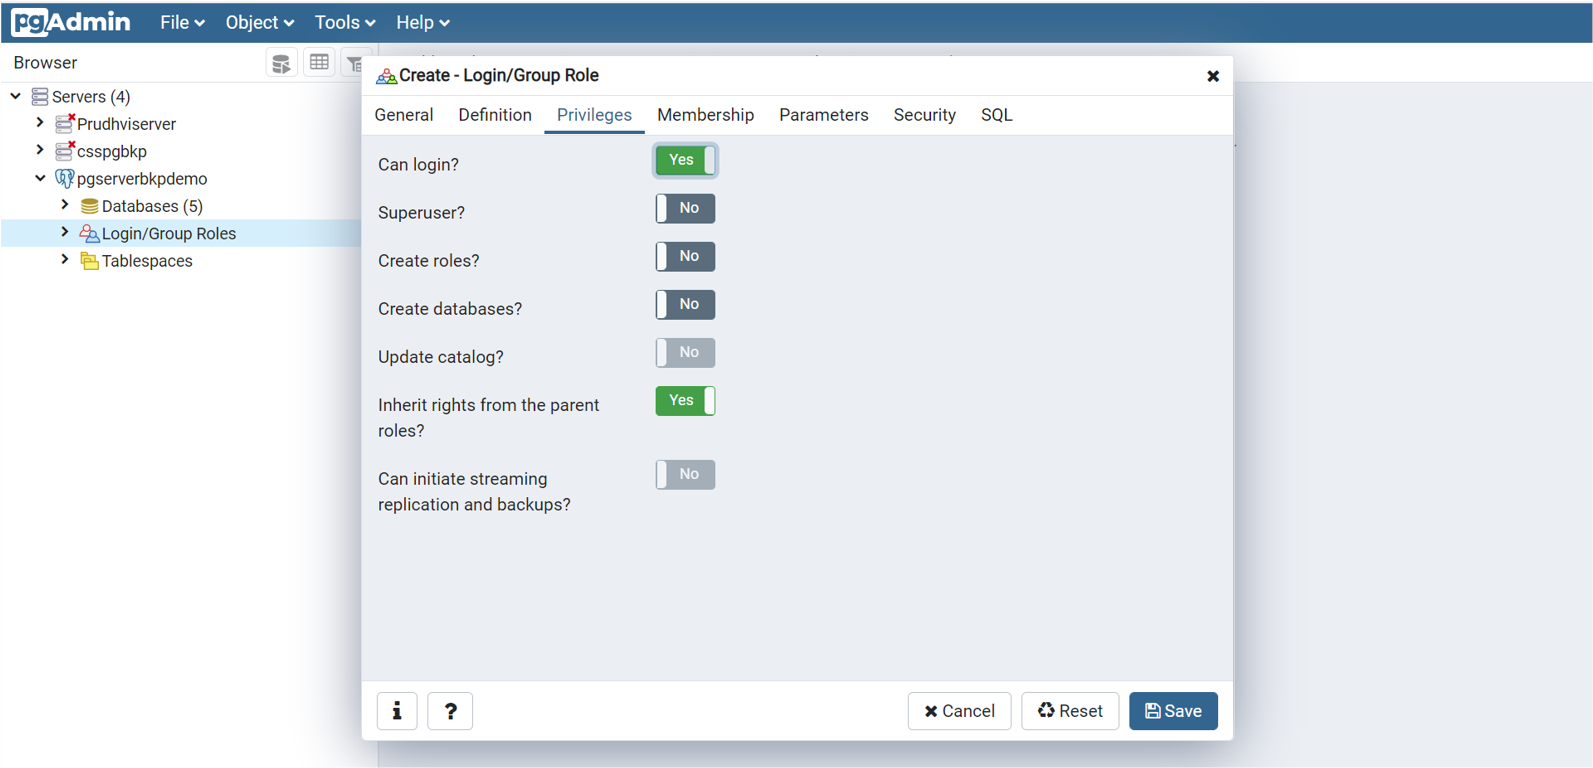 pgAdmin File Object Tools Help
Browser
Servers (4)
Prudhviserver
csspgbkp
pgserverbkpdemo
Databases (5)
Login/Group Roles
Tablespaces
Create - Login/Group Role
General Definition Privileges Membership Parameters Security SQL
Can login? Yes
Superuser? No
Create roles? No
Create databases? No
Update catalog? No
Inherit rights from the parent Yes
roles?
Can initiate streaming No
replication and backups?
i ? Cancel Reset Save